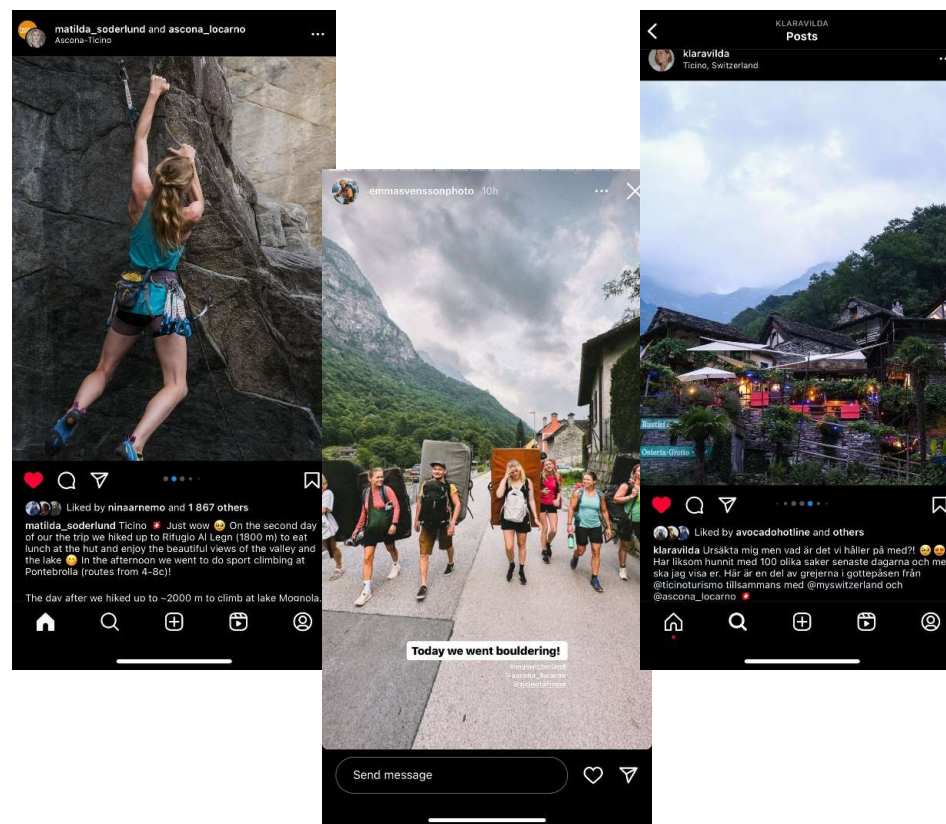 matilda_soderlund and ascona_locarno
Ascona-Ticino
Liked by ninaarnemo and 1 867 others
matilda_soderlund Ticino 🇨🇭 Just wow 🥹 On the second day
of our the trip we hiked up to Rifugio Al Legn (1800 m) to eat
lunch at the hut and enjoy the beautiful views of the valley and
the lake 😋 In the afternoon we went to do sport climbing at
Pontebrolla (routes from 4-8c)!
The day after we hiked up to ~2000 m to climb at lake Mognola.
emmasvenssonphoto 10h
Today we went bouldering!
@myswitzerland
@ascona_locarno
@ticinoturismo
Send message
KLARAVILDA
Posts
klaravilda
Ticino, Switzerland
Rustici
Osteria-Grotto
Liked by avocadohotline and others
klaravilda Ursäkta mig men vad är det vi håller på med?! 🥹😍
Har liksom hunnit med 100 olika saker senaste dagarna och me
ska jag visa er. Här är en del av grejerna i gottepåsen från
@ticinoturismo tillsammans med @myswitzerland och
@ascona_locarno 🇨🇭